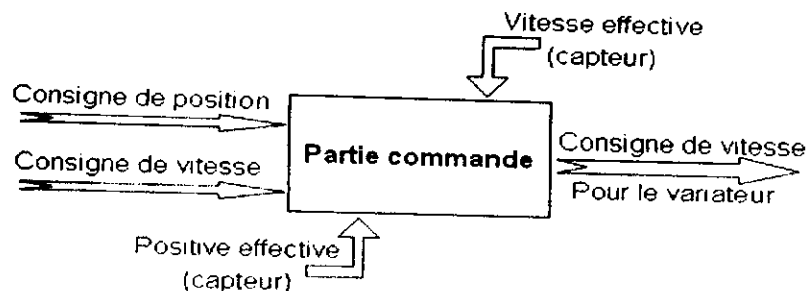 Vitesse effective
(capteur)
Consigne de position
Consigne de vitesse
Partie commande
Consigne de vitesse
Pour le variateur
Positive effective
(capteur)